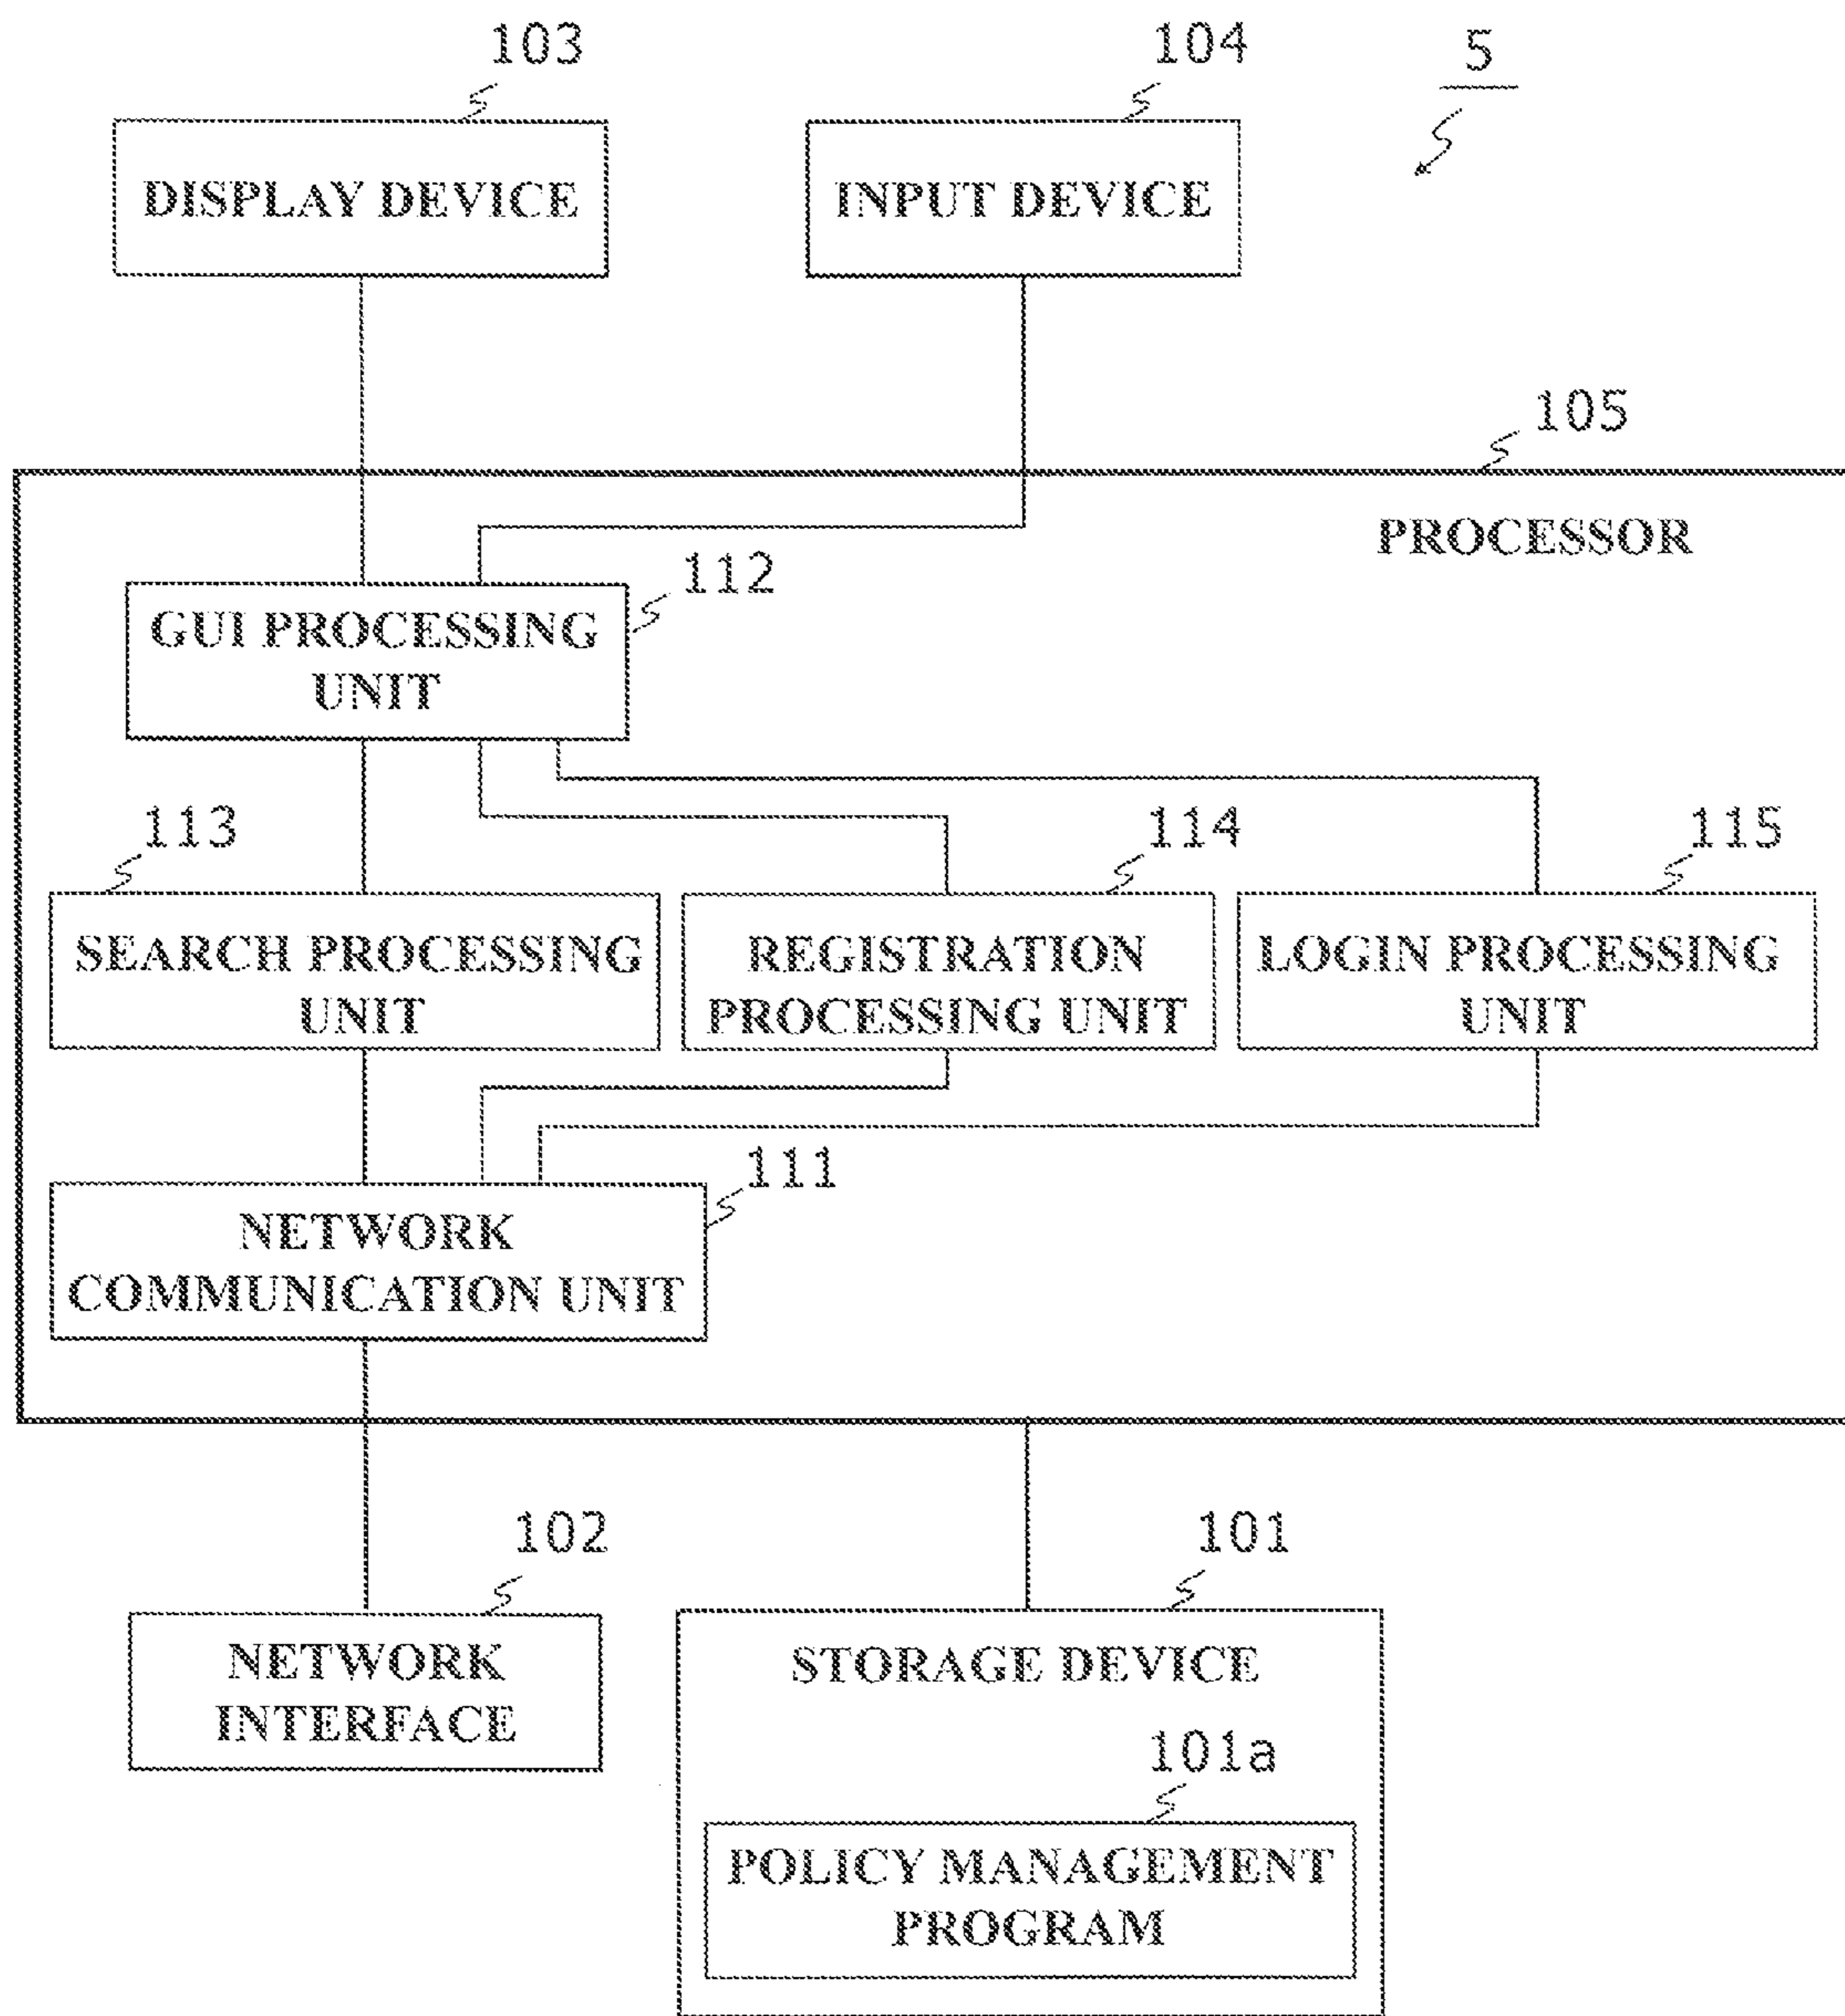 103
104
5
DISPLAY DEVICE
INPUT DEVICE
105
PROCESSOR
112
GUI PROCESSING
UNIT
113
114
115
SEARCH PROCESSING
UNIT
REGISTRATION
PROCESSING UNIT
LOGIN PROCESSING
UNIT
111
NETWORK
COMMUNICATION UNIT
102
101
NETWORK
INTERFACE
STORAGE DEVICE
101a
POLICY MANAGEMENT
PROGRAM